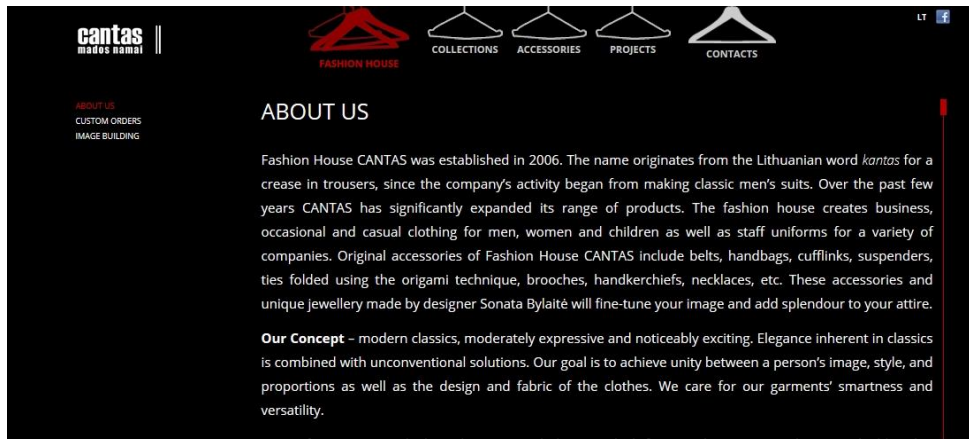 cantas
mados namai
FASHION HOUSE
COLLECTIONS
ACCESSORIES
PROJECTS
CONTACTS
LT f
ABOUT US
CUSTOM ORDERS
IMAGE BUILDING
ABOUT US
Fashion House CANTAS was established in 2006. The name originates from the Lithuanian word kantas for a
crease in trousers, since the company’s activity began from making classic men’s suits. Over the past few
years CANTAS has significantly expanded its range of products. The fashion house creates business,
occasional and casual clothing for men, women and children as well as staff uniforms for a variety of
companies. Original accessories of Fashion House CANTAS include belts, handbags, cufflinks, suspenders,
ties folded using the origami technique, brooches, handkerchiefs, necklaces, etc. These accessories and
unique jewellery made by designer Sonata Bylaitė will fine-tune your image and add splendour to your attire.
Our Concept – modern classics, moderately expressive and noticeably exciting. Elegance inherent in classics
is combined with unconventional solutions. Our goal is to achieve unity between a person’s image, style, and
proportions as well as the design and fabric of the clothes. We care for our garments’ smartness and
versatility.